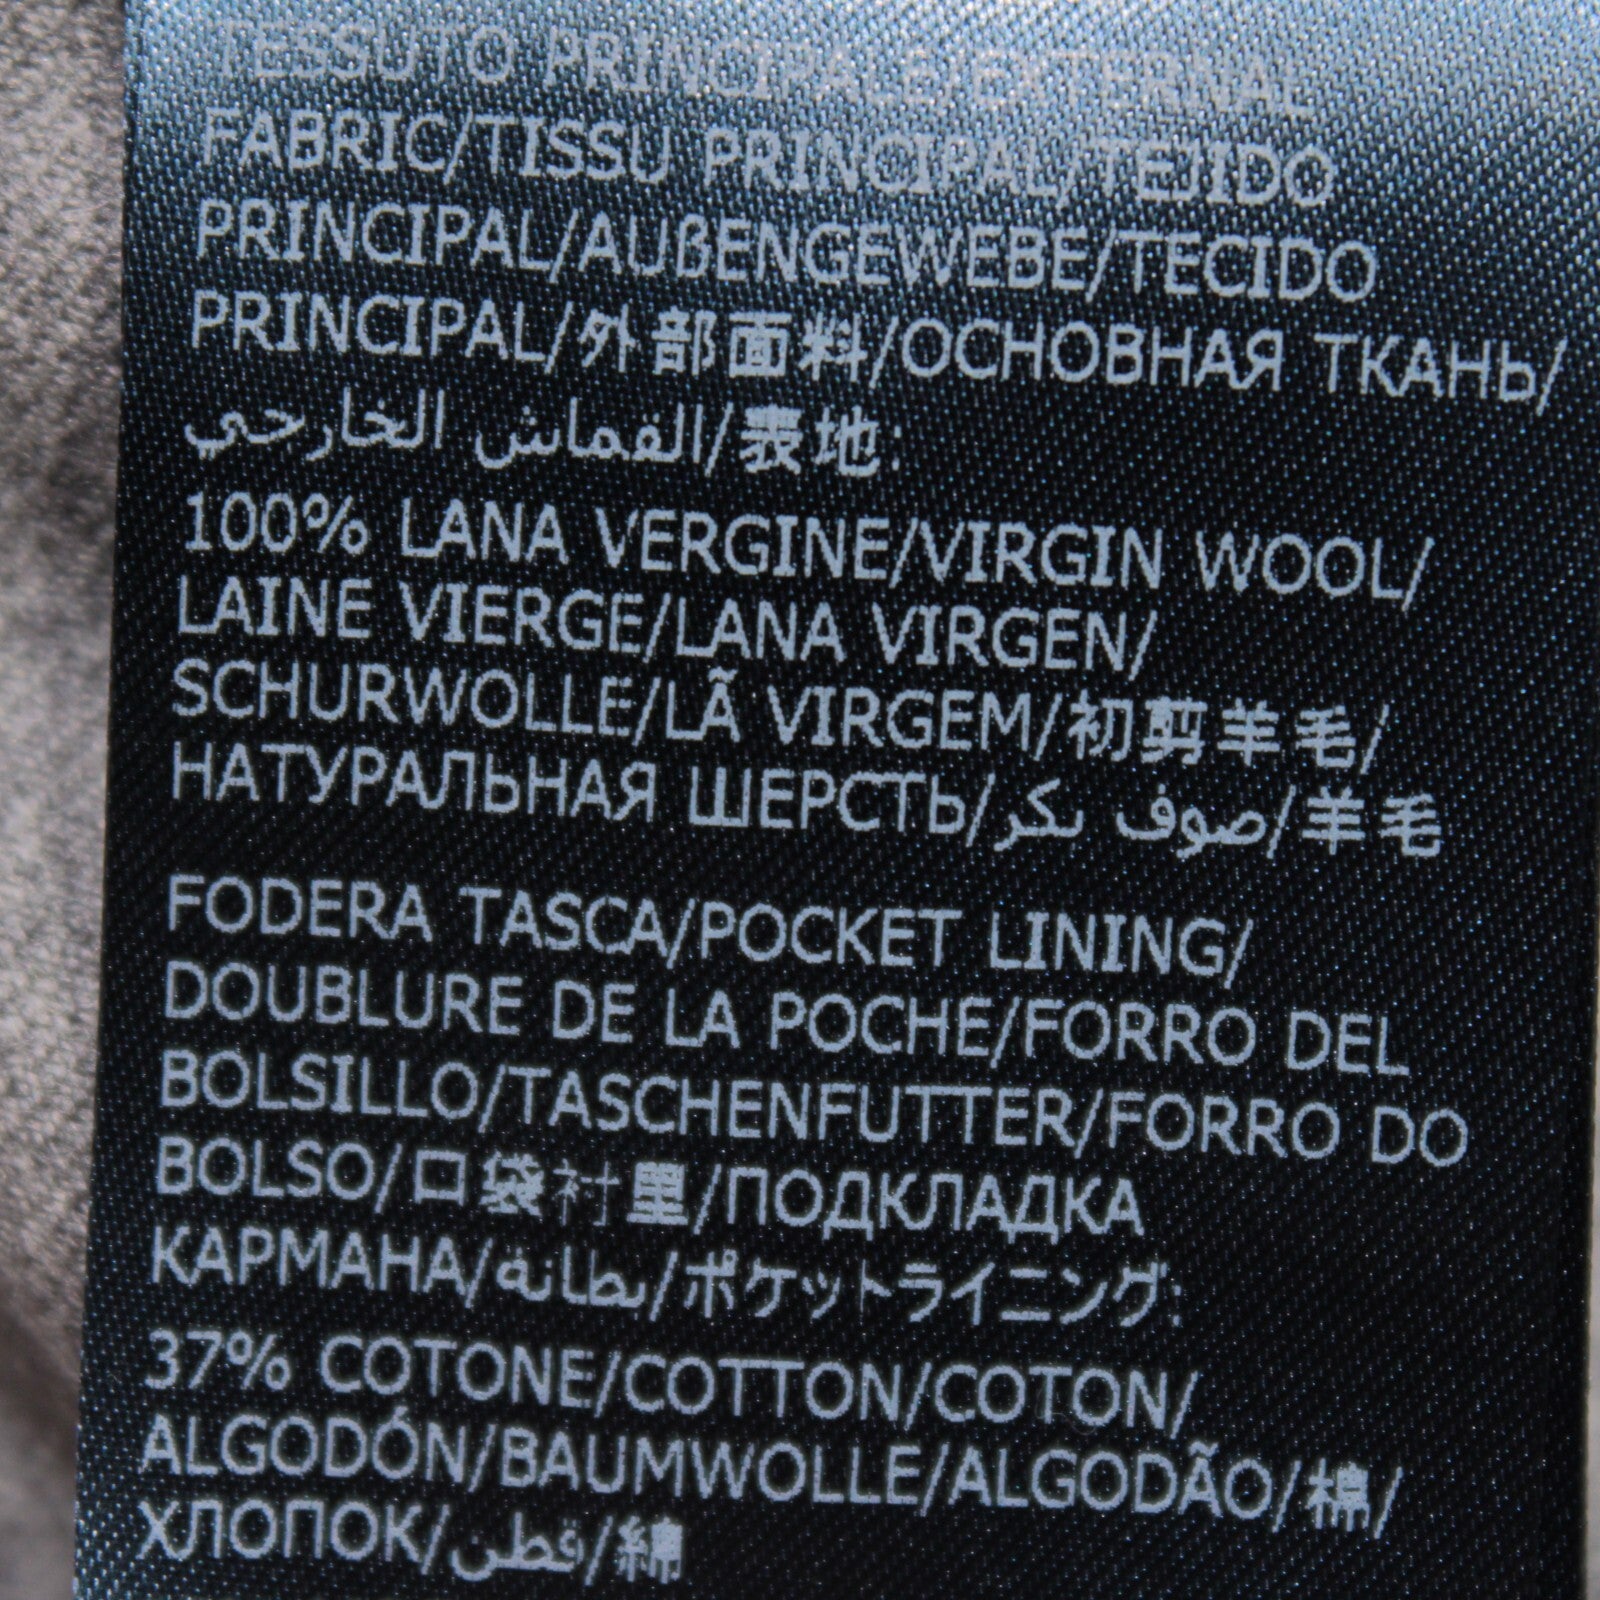 TESSUTO PRINCIPALE/EXTERNAL
FABRIC/TISSU PRINCIPAL/TEJIDO
PRINCIPAL/AUßENGEWEBE/TECIDO
PRINCIPAL/外部面料/ОСНОВНАЯ ТКАНЬ/
القماش الخارجي/表地:
100% LANA VERGINE/VIRGIN WOOL/
LAINE VIERGE/LANA VIRGEN/
SCHURWOLLE/LÃ VIRGEM/初剪羊毛/
НАТУРАЛЬНАЯ ШЕРСТЬ/صوف بكر/羊毛
FODERA TASCA/POCKET LINING/
DOUBLURE DE LA POCHE/FORRO DEL
BOLSILLO/TASCHENFUTTER/FORRO DO
BOLSO/口袋衬里/ПОДКЛАДКА
КАРМАНА/بطانة/ポケットライニング:
37% COTONE/COTTON/COTON/
ALGODÓN/BAUMWOLLE/ALGODÃO/棉/
ХЛОПОК/قطن/綿